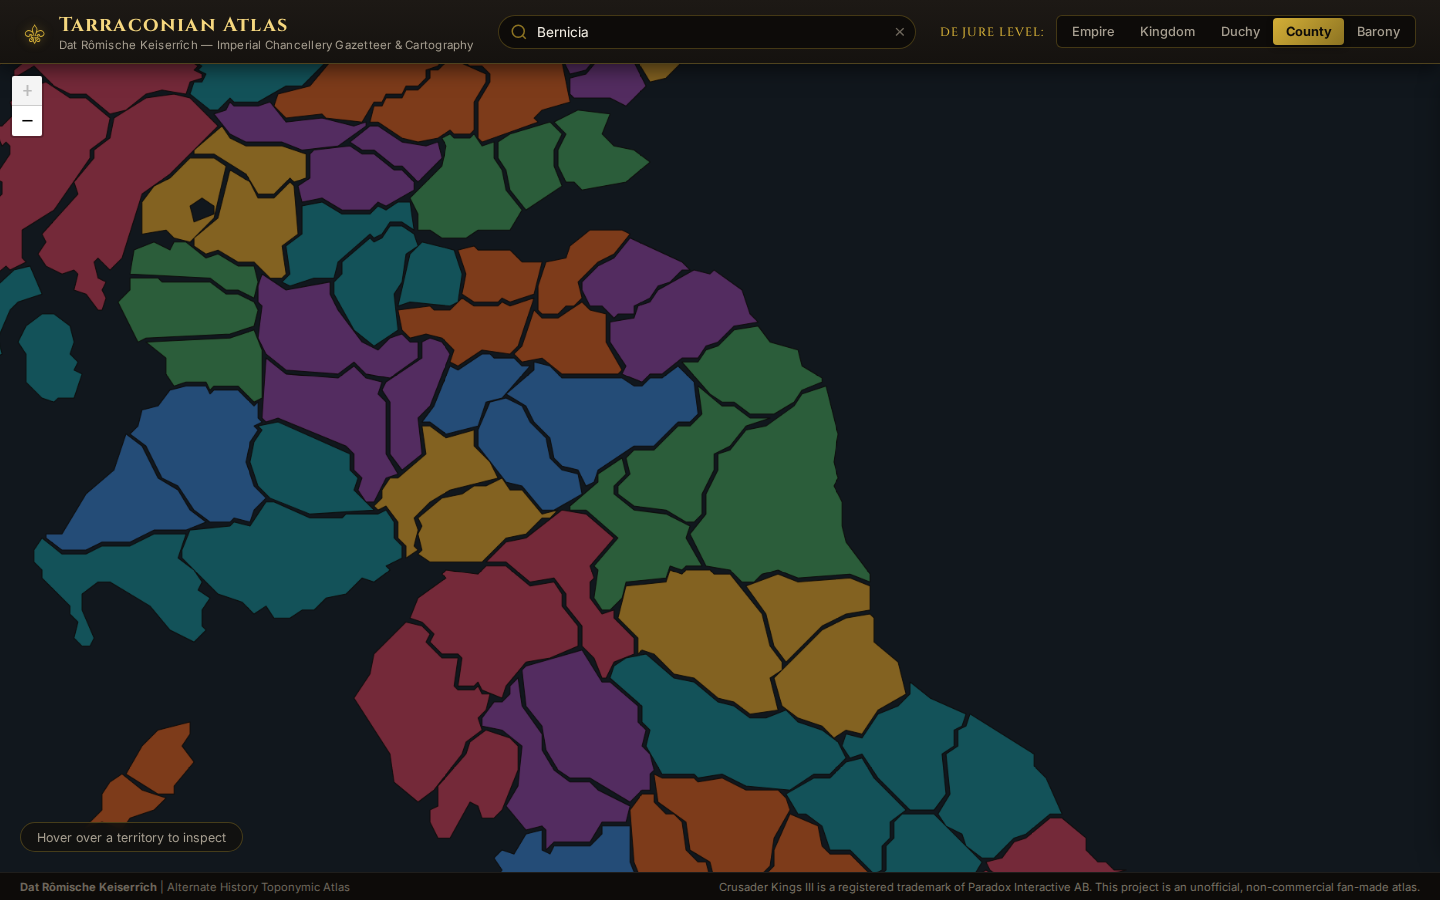 TARRACONIAN ATLAS
Dat Römische Keiserrīch — Imperial Chancellery Gazetteer & Cartography
Bernicia
×
DE JURE LEVEL:
Empire
Kingdom
Duchy
County
Barony
+
−
Hover over a territory to inspect
Dat Römische Keiserrīch | Alternate History Toponymic Atlas
Crusader Kings III is a registered trademark of Paradox Interactive AB. This project is an unofficial, non-commercial fan-made atlas.